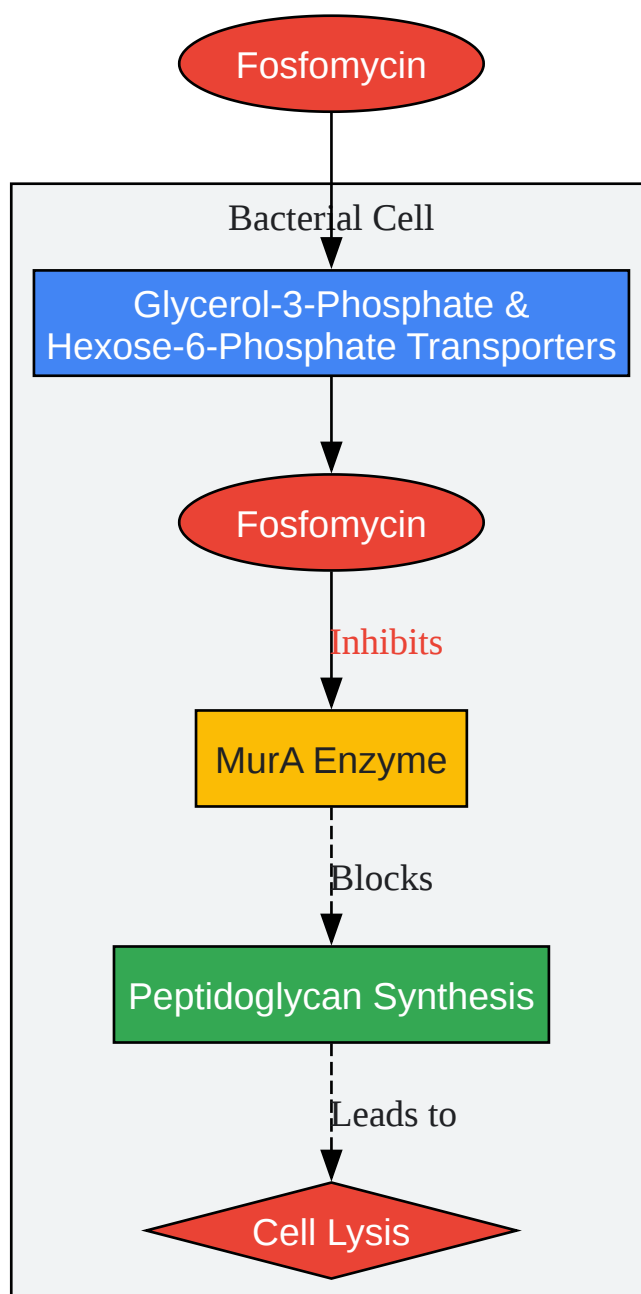 Fosfomycin
Bacterial Cell
Glycerol-3-Phosphate &
Hexose-6-Phosphate Transporters
Fosfomycin
Inhibits
MurA Enzyme
Blocks
Peptidoglycan Synthesis
Leads to
Cell Lysis